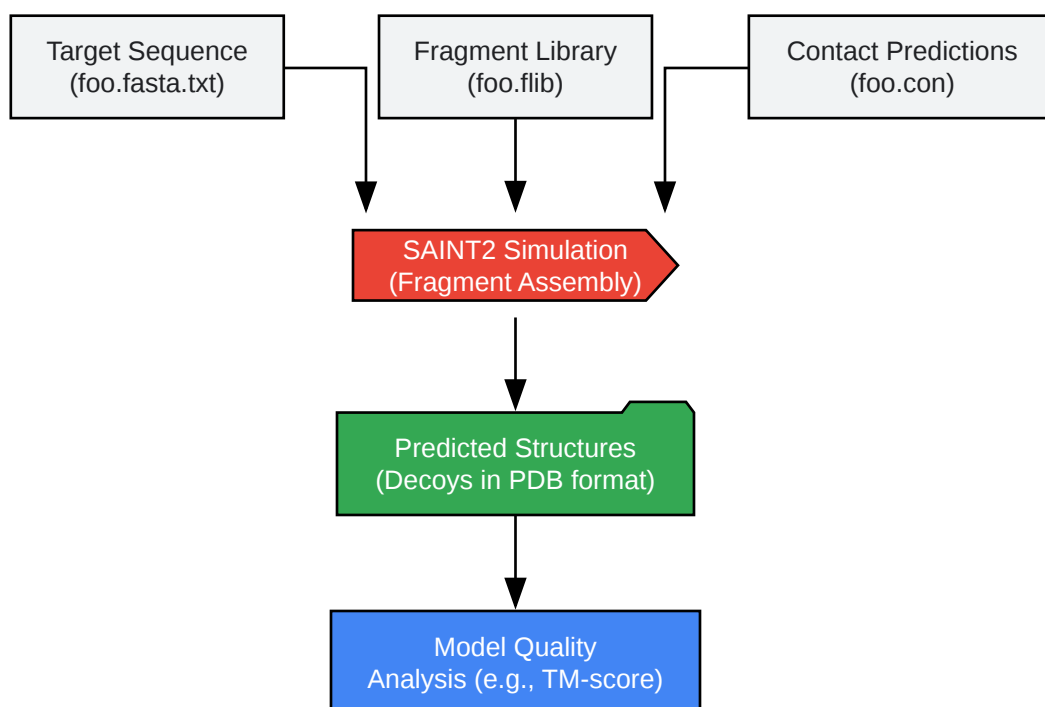 Target Sequence
(foo.fasta.txt)
Fragment Library
(foo.flib)
Contact Predictions
(foo.con)
SAINT2 Simulation
(Fragment Assembly)
Predicted Structures
(Decoys in PDB format)
Model Quality
Analysis (e.g., TM-score)